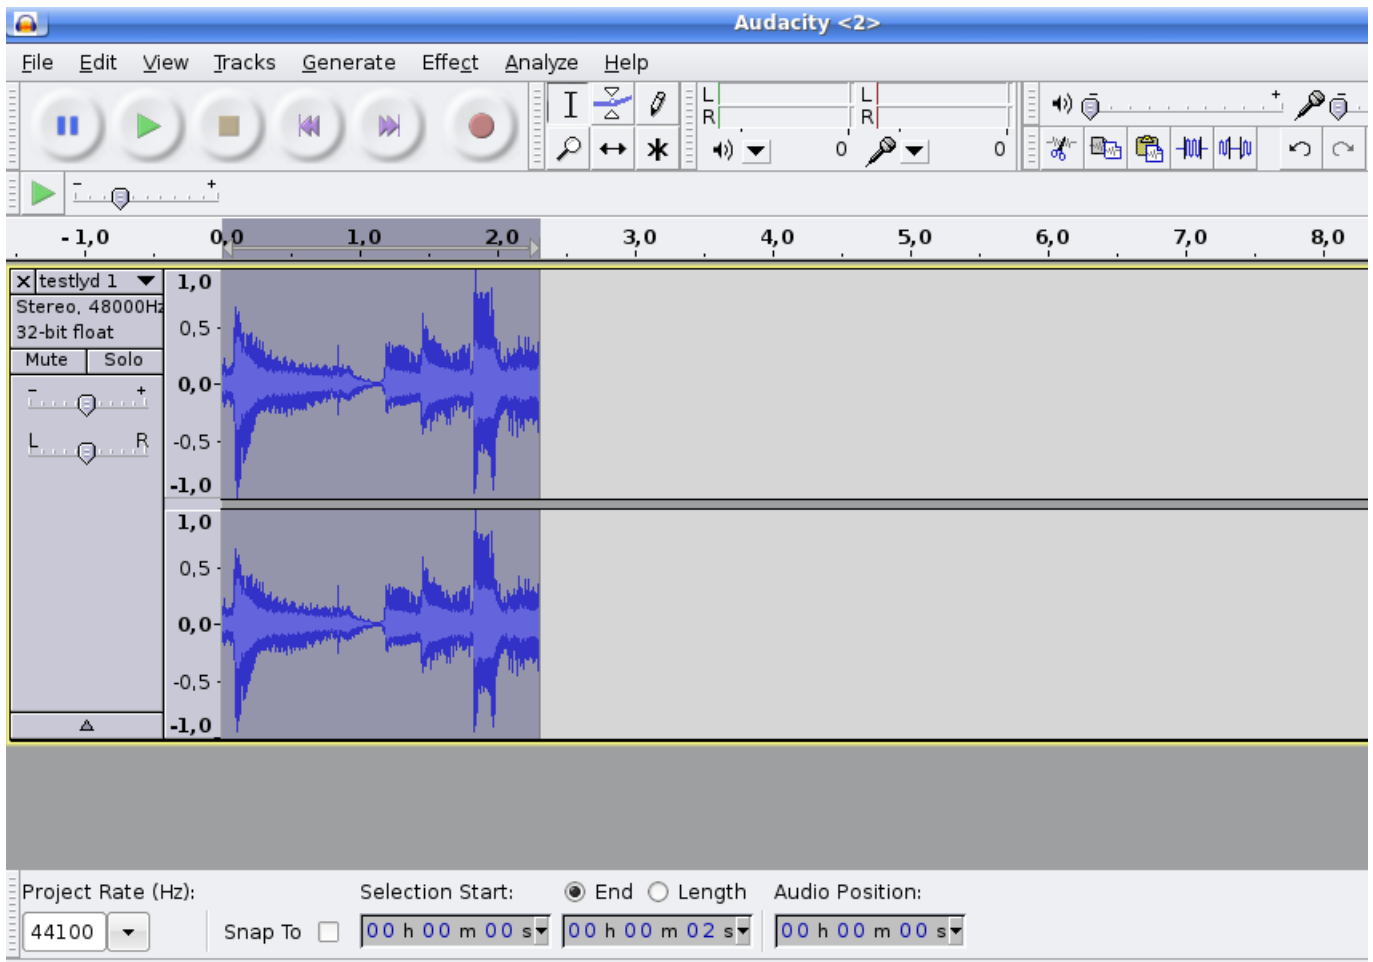 Audacity <2>
File Edit View Tracks Generate Effect Analyze Help
L L
R R
0 0
- +
- 1,0 0,0 1,0 2,0 3,0 4,0 5,0 6,0 7,0 8,0
testlyd 1
Stereo, 48000Hz
32-bit float
Mute Solo
- +
L R
1,0
0,5
0,0
-0,5
-1,0
1,0
0,5
0,0
-0,5
-1,0
Project Rate (Hz): Selection Start: End Length Audio Position:
44100 Snap To 00 h 00 m 00 s 00 h 00 m 02 s 00 h 00 m 00 s